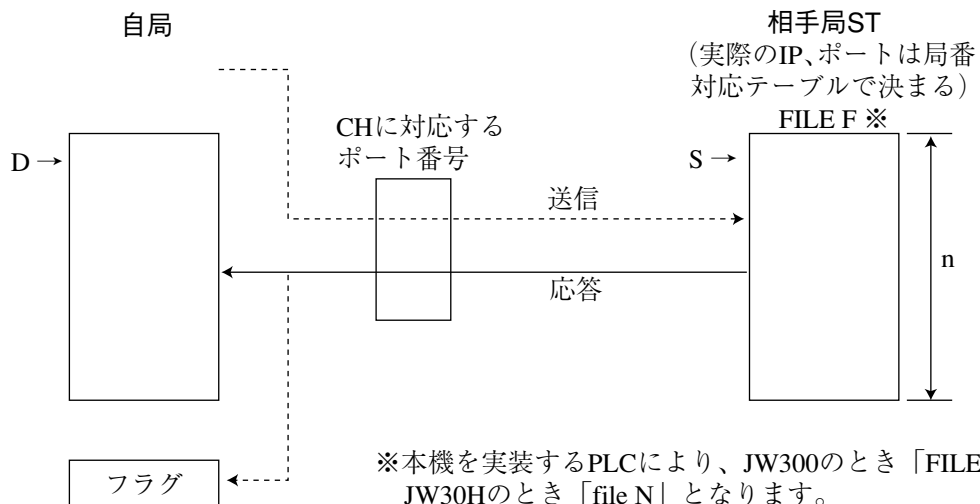 自局
相手局ST
（実際のIP、ポートは局番
対応テーブルで決まる）
FILE F ※
CHに対応する
ポート番号
D →
S →
送信
n
応答
フラグ
※本機を実装するPLCにより、JW300のとき「FILE
JW30Hのとき「file N」となります。